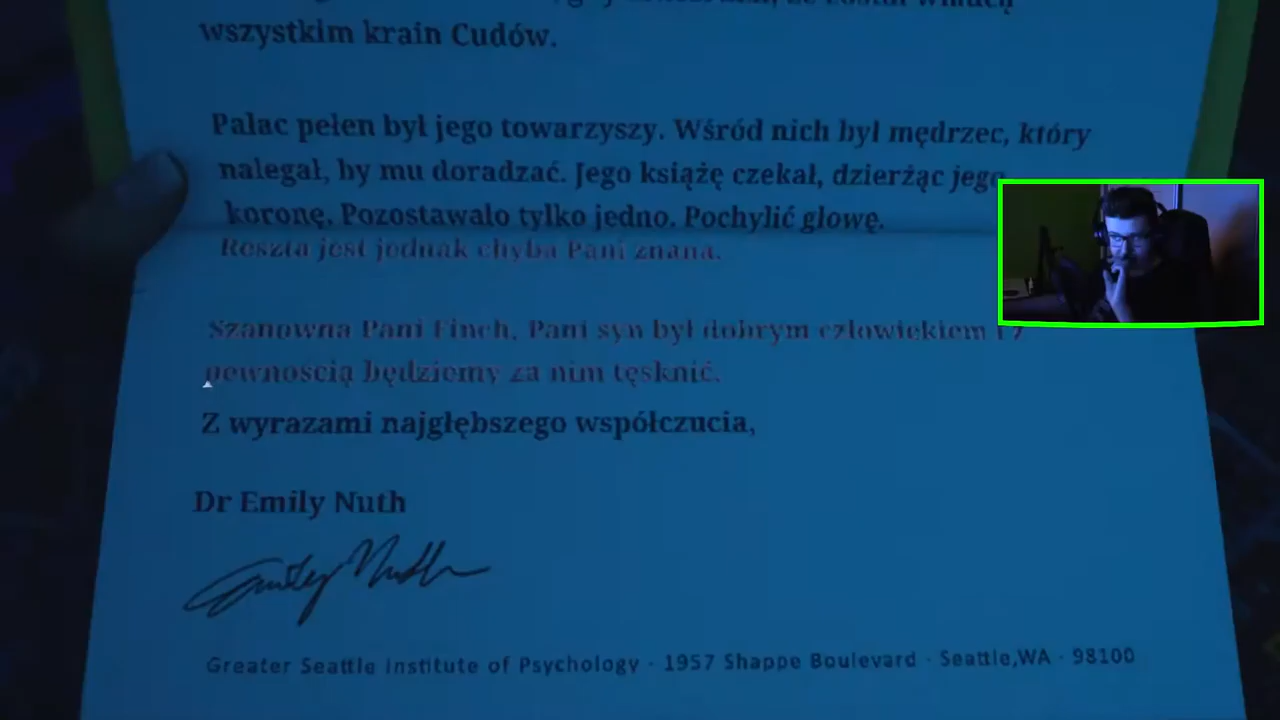 wszystkim krain Cudów.
Pałac pełen był jego towarzyszy. Wśród nich był mędrzec, który
nalegał, by mu doradzać. Jego książę czekał, dzierżąc jego
koronę. Pozostawało tylko jedno. Pochylić głowę.
Reszta jest jednak chyba Pani znana.
Szanowna Pani Finch, Pani syn był dobrym człowiekiem i z
pewnością będziemy za nim tęsknić.
Z wyrazami najgłębszego współczucia,
Dr Emily Nuth
Emily Nuth
Greater Seattle Institute of Psychology · 1957 Shappe Boulevard · Seattle,WA · 98100